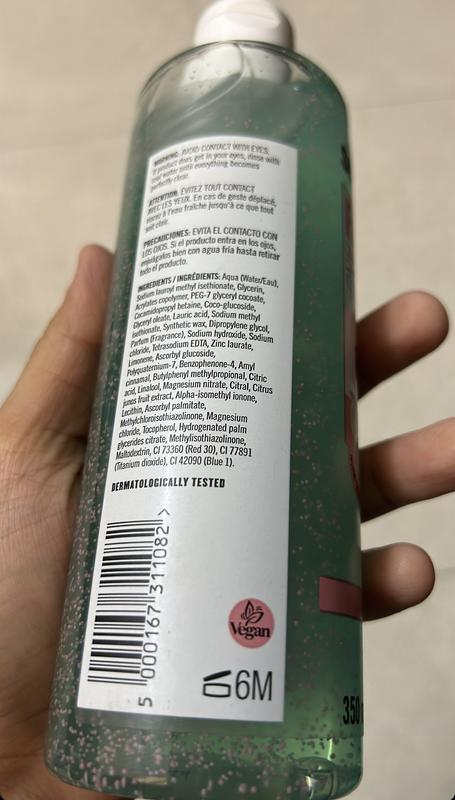 WARNING: AVOID CONTACT WITH EYES.
If product does get in your eyes, rinse with
cool water until everything becomes
perfectly clear.
ATTENTION: ÉVITEZ TOUT CONTACT
AVEC LES YEUX. En cas de geste déplacé,
rincez à l'eau fraîche jusqu'à ce que tout
soit clair.
PRECAUCIONES: EVITA EL CONTACTO CON
LOS OJOS. Si el producto entra en los ojos,
enjuágalos bien con agua fría hasta retirar
todo el producto.
INGREDIENTS / INGRÉDIENTS: Aqua (Water/Eau),
Sodium lauroyl methyl isethionate, Glycerin,
Acrylates copolymer, PEG-7 glyceryl cocoate,
Cocamidopropyl betaine, Coco-glucoside,
Glyceryl oleate, Lauric acid, Sodium methyl
isethionate, Synthetic wax, Dipropylene glycol,
Parfum (Fragrance), Sodium hydroxide, Sodium
chloride, Tetrasodium EDTA, Zinc laurate,
Limonene, Ascorbyl glucoside,
Polyquaternium-7, Benzophenone-4, Amyl
cinnamal, Butylphenyl methylpropional, Citric
acid, Linalool, Magnesium nitrate, Citral, Citrus
junos fruit extract, Alpha-isomethyl ionone,
Lecithin, Ascorbyl palmitate,
Methylchloroisothiazolinone, Magnesium
chloride, Tocopherol, Hydrogenated palm
glycerides citrate, Methylisothiazolinone,
Maltodextrin, CI 73360 (Red 30), CI 77891
(Titanium dioxide), CI 42090 (Blue 1).
DERMATOLOGICALLY TESTED
5 000167 311082 >
Vegan
6M
350